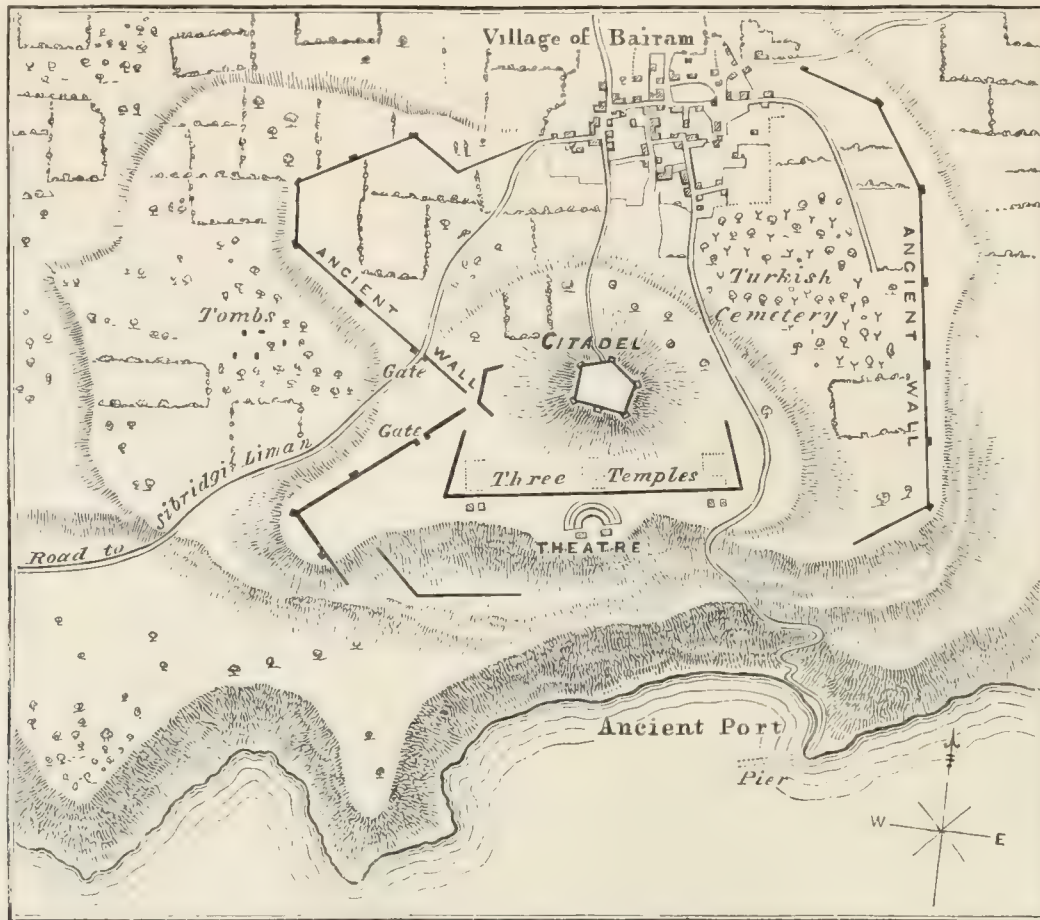 Village of Bairam
ANCIENT WALL
Tombs
Turkish
Cemetery
ANCIENT WALL
CITADEL
Gate
Gate
Three Temples
THEATRE
Road to Sibridgii Liman
Ancient Port
Pier
W
E